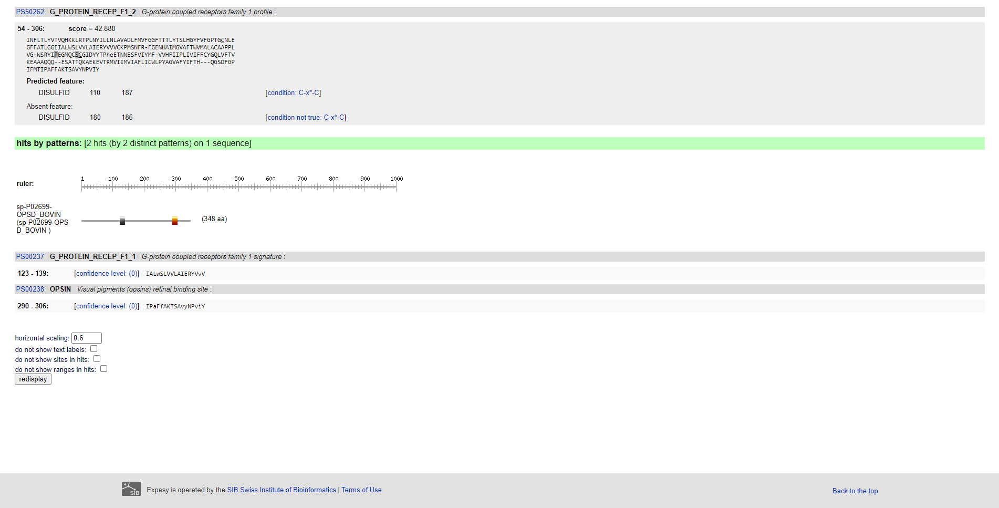 PS50262 G_PROTEIN_RECEP_F1_2 G-protein coupled receptors family 1 profile :
54 - 306: score = 42.880
INFLTLYVTVQHKKLRTPLNYILLNLAVADLFMVFGGFTTTLYTSLHGYFVFGPTGCNLE
GFFATLGGEIALWSLVVLAIERYVVVCKPMSNFR-FGENHAIMGVAFTWVMALACAAPPL
VG-WSRYIPEGMQCSCGIDYYTPheETNNESFVIYMF-VVHFIIPLIVIFFCYGQLVFTV
KEAAAQQQ--ESATTQKAEKEVTRMVIIMVIAFLICWLPYAGVAFYIFTH---QGSDFGP
IFMTIPAFFAKTSAVYNPVIY
Predicted feature:
DISULFID 110 187 [condition: C-x*-C]
Absent feature:
DISULFID 180 186 [condition not true: C-x*-C]
hits by patterns: [2 hits (by 2 distinct patterns) on 1 sequence]
ruler: 1 100 200 300 400 500 600 700 800 900 1000
sp-P02699-
OPSD_BOVIN
(sp-P02699-OPS
D_BOVIN )
(348 aa)
PS00237 G_PROTEIN_RECEP_F1_1 G-protein coupled receptors family 1 signature :
123 - 139: [confidence level: (0)] IALwSLVVLAIERYVvV
PS00238 OPSIN Visual pigments (opsins) retinal binding site :
290 - 306: [confidence level: (0)] IPaFfAKTSAvyNPviY
horizontal scaling: 0.6
do not show text labels:
do not show sites in hits:
do not show ranges in hits:
redisplay
SIB Expasy is operated by the SIB Swiss Institute of Bioinformatics | Terms of Use
Back to the top